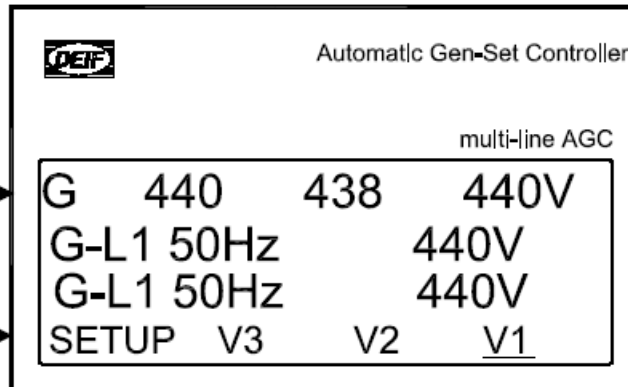 DEIF
Automatic Gen-Set Controller
multi-line AGC
G 440 438 440V
G-L1 50Hz 440V
G-L1 50Hz 440V
SETUP V3 V2 V1